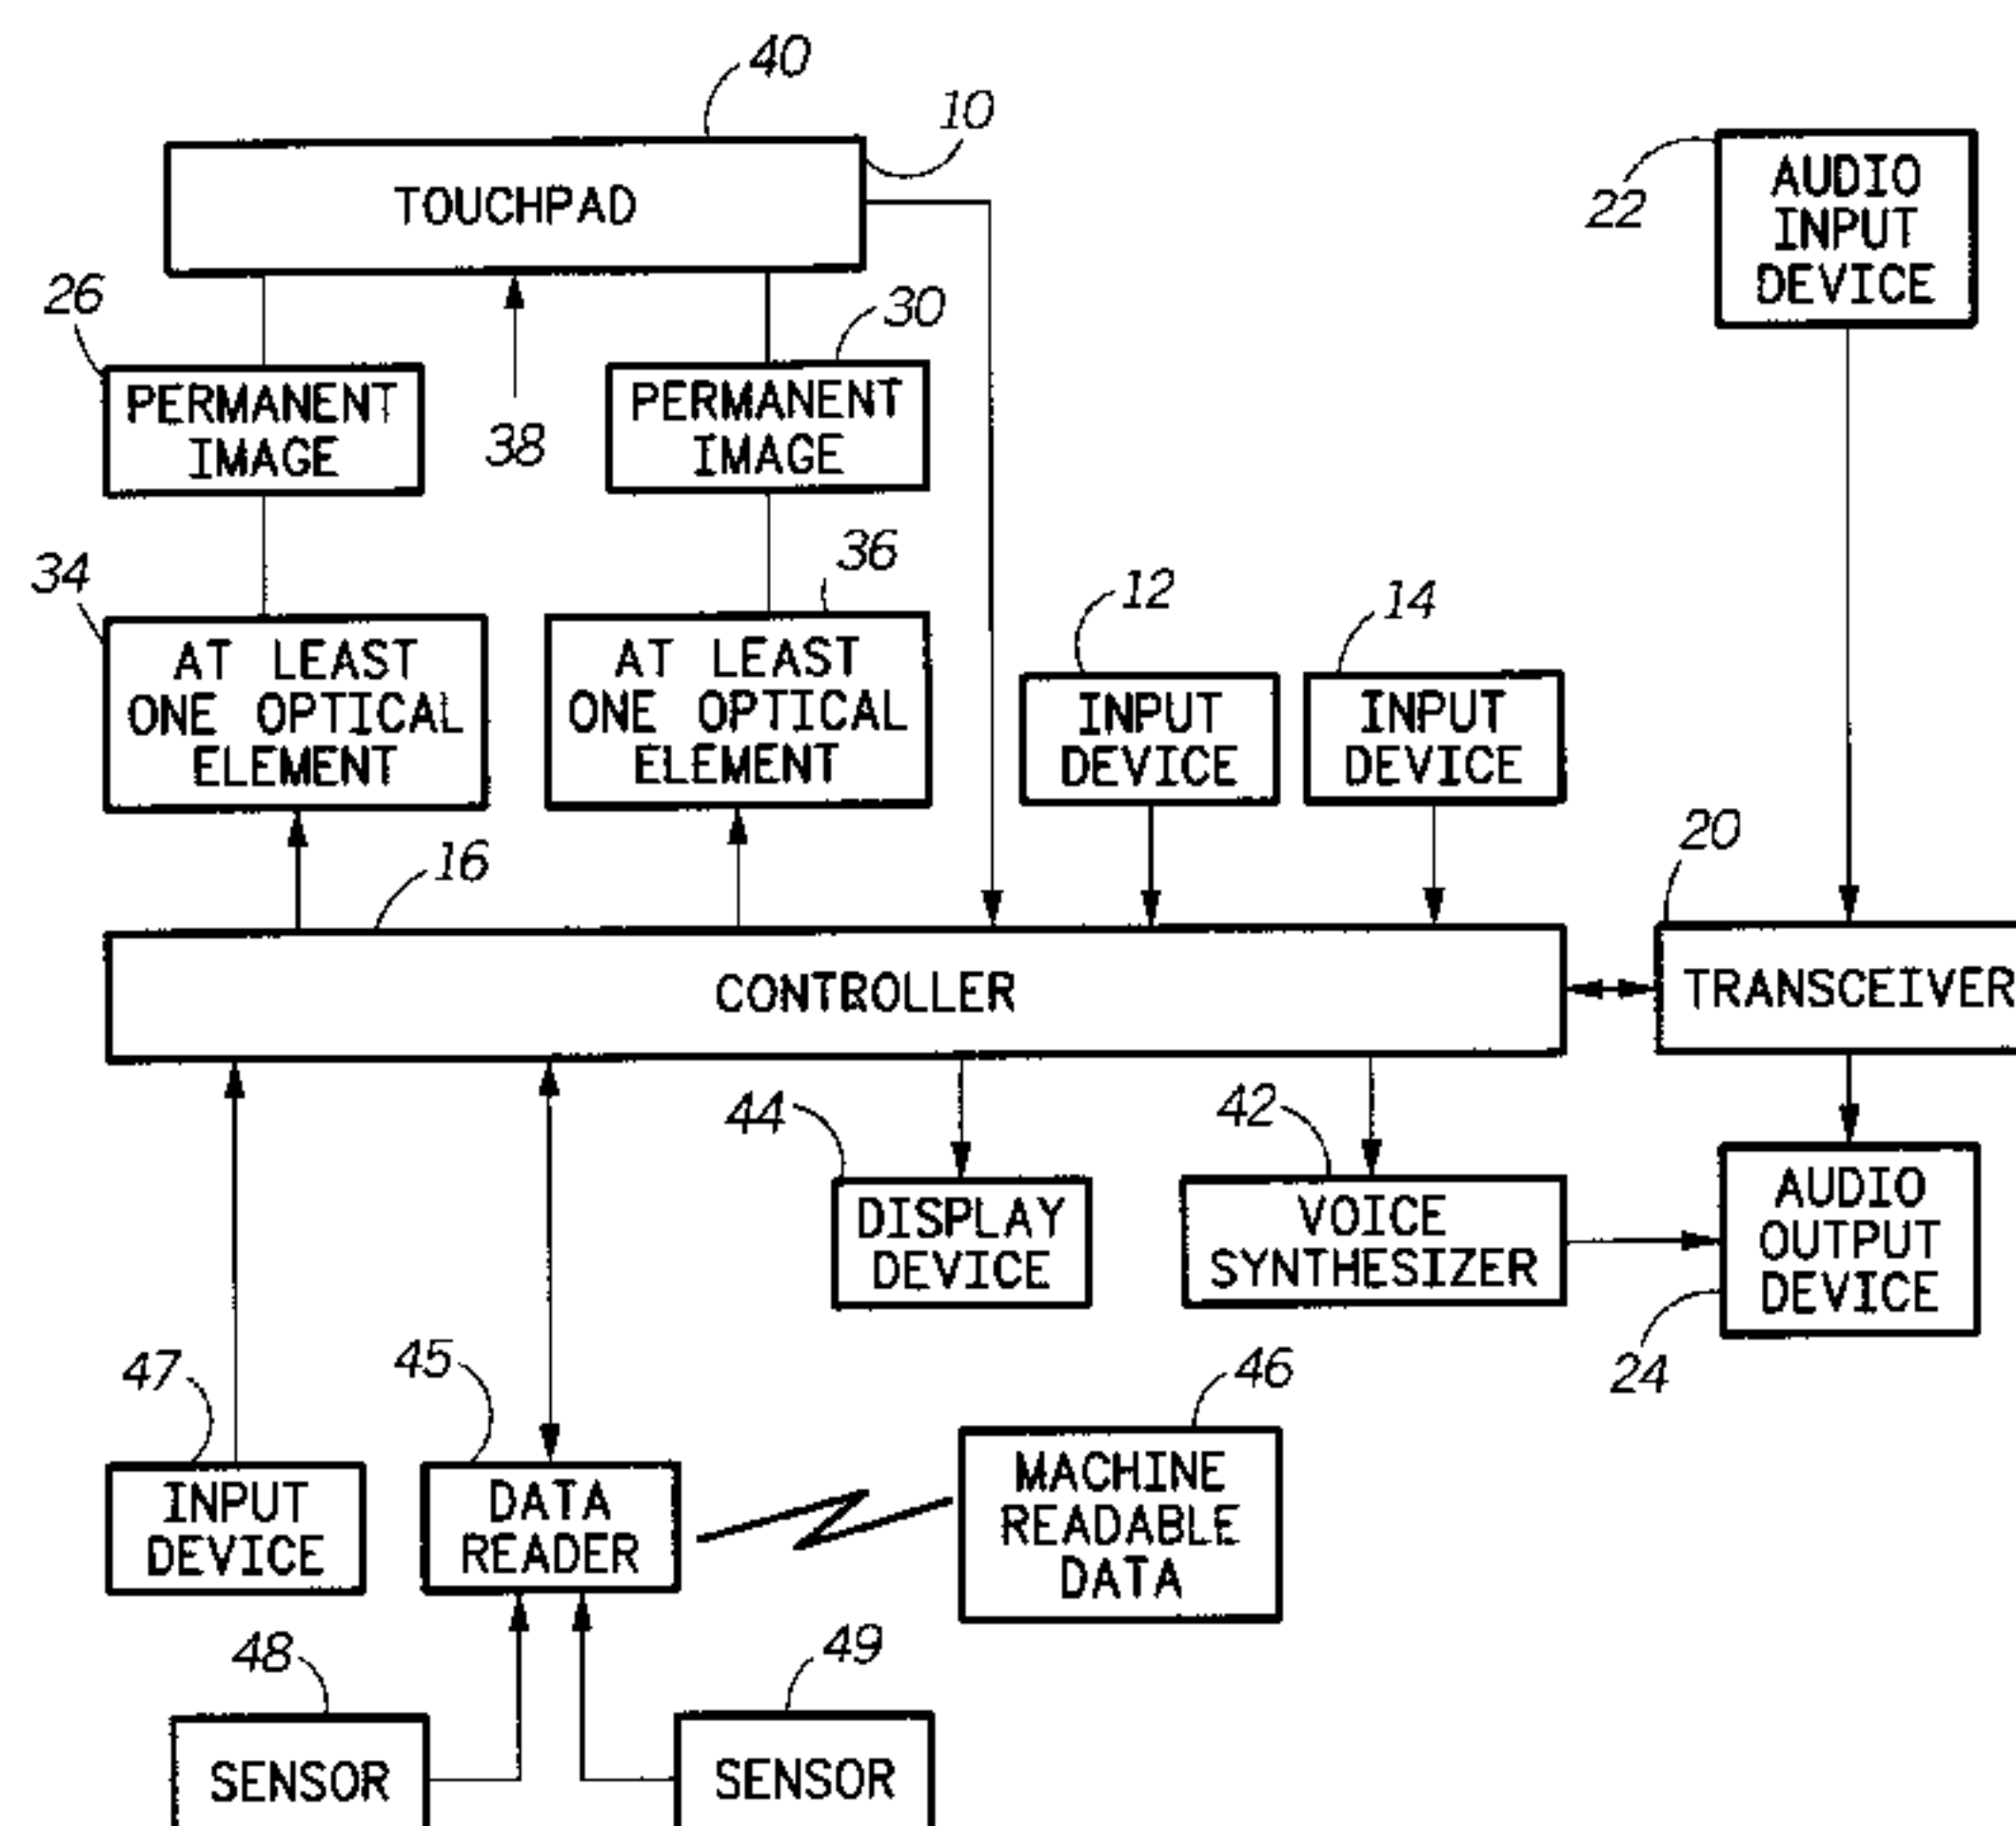 40
10
TOUCHPAD
22
AUDIO
INPUT
DEVICE
26
30
PERMANENT
IMAGE
38
PERMANENT
IMAGE
34
36
12
14
AT LEAST
ONE OPTICAL
ELEMENT
AT LEAST
ONE OPTICAL
ELEMENT
INPUT
DEVICE
INPUT
DEVICE
16
20
CONTROLLER
TRANSCEIVER
44
42
DISPLAY
DEVICE
VOICE
SYNTHESIZER
AUDIO
OUTPUT
DEVICE
24
47
45
46
INPUT
DEVICE
DATA
READER
MACHINE
READABLE
DATA
48
49
SENSOR
SENSOR